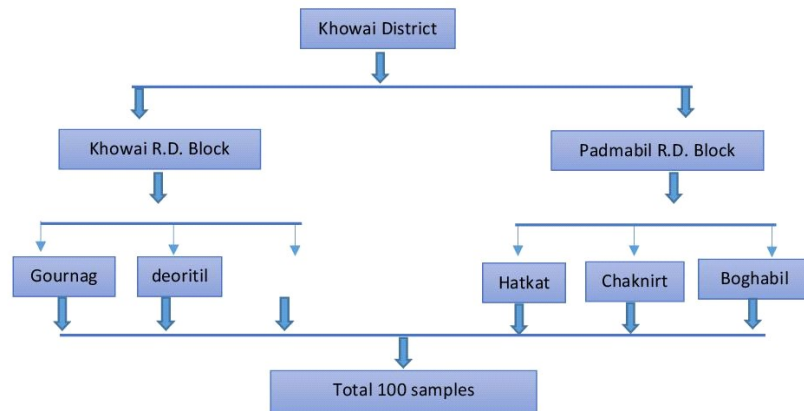 Khowai District
Khowai R.D. Block
Padmabil R.D. Block
Gournag
deoritil
Hatkat
Chaknirt
Boghabil
Total 100 samples